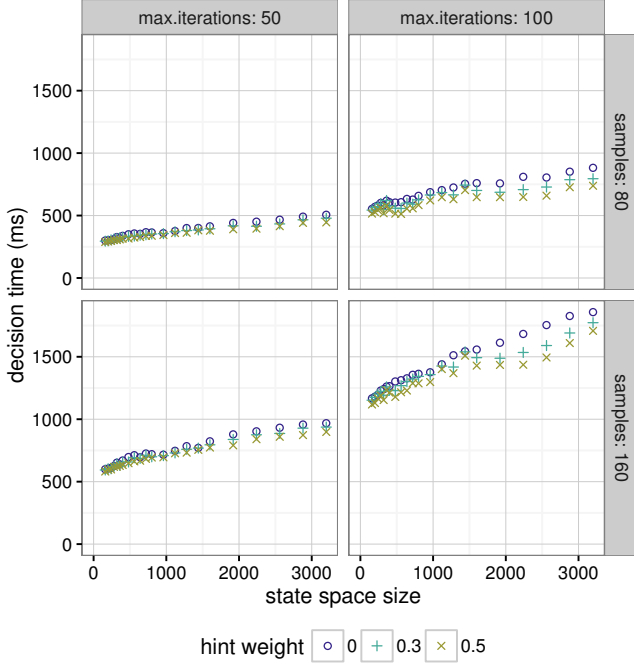 max.iterations: 50
max.iterations: 100
1500
1000
500
0
samples: 80
decision time (ms)
1500
1000
500
0
samples: 160
0
1000
2000
3000
0
1000
2000
3000
state space size
hint weight 0 0.3 0.5